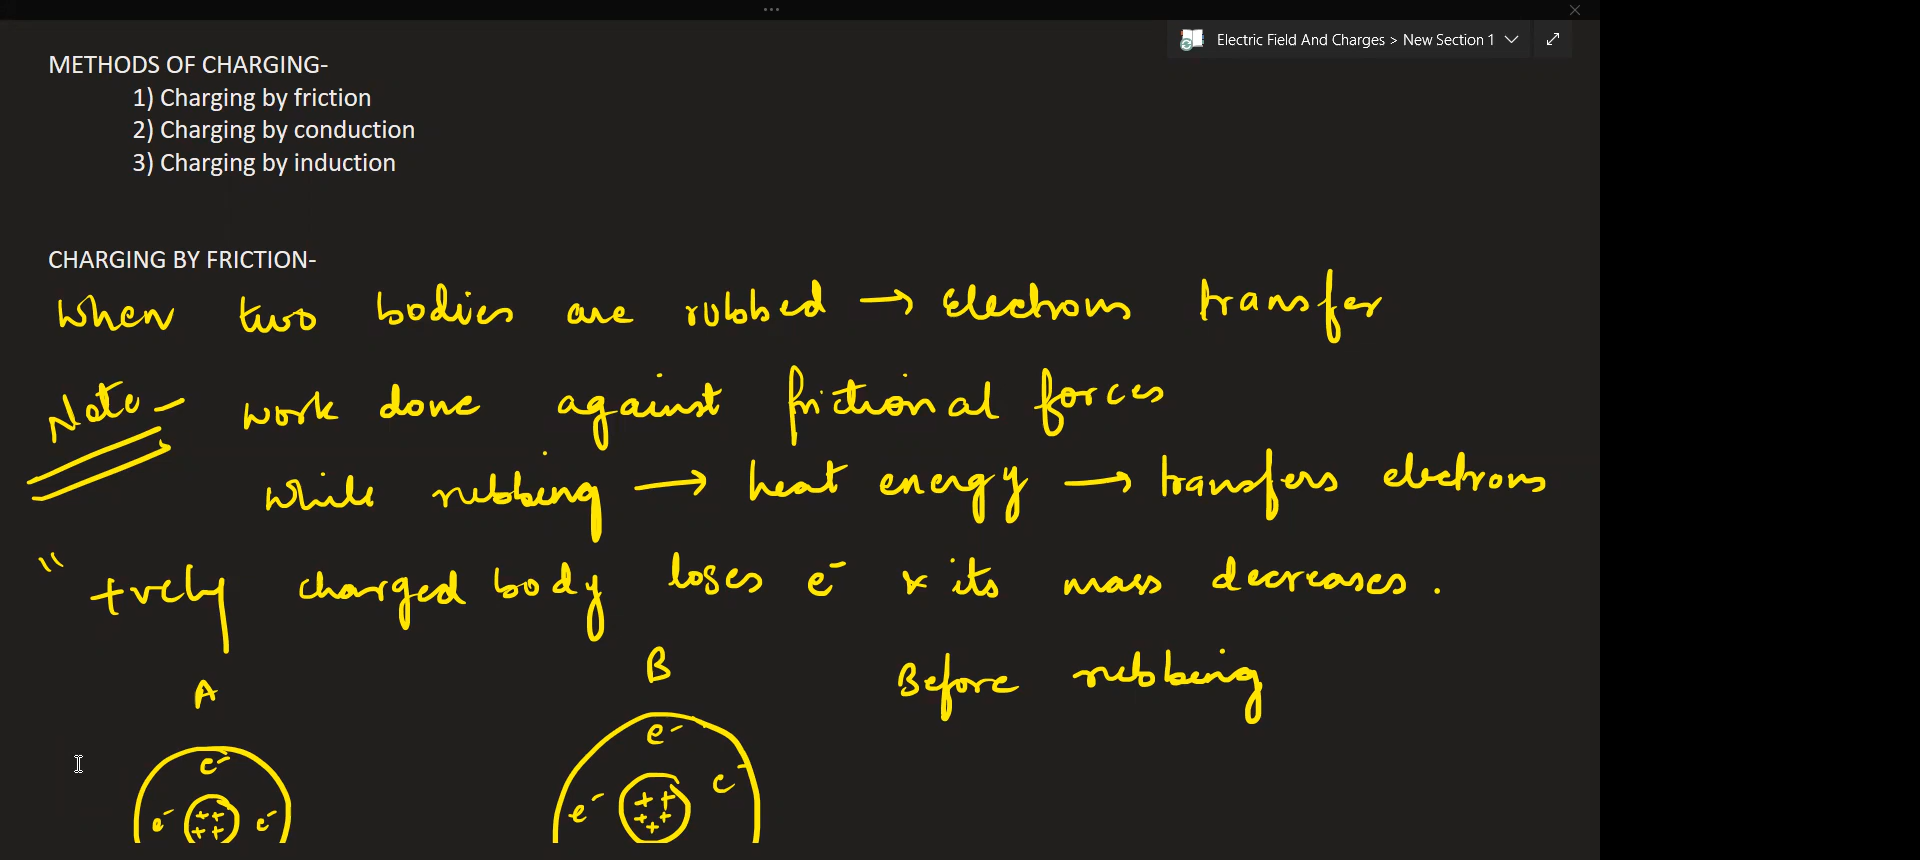 Electric Field And Charges > New Section 1
METHODS OF CHARGING-
1) Charging by friction
2) Charging by conduction
3) Charging by induction
CHARGING BY FRICTION-
When two bodies are rubbed → Electrons transfer
Note - work done against frictional forces
while rubbing → heat energy → transfers electrons
" +vely charged body loses e⁻ & its mass decreases.
A B Before rubbing
e⁻ e⁻
e⁻ ++ e⁻ e⁻ ++ e⁻
++ +++